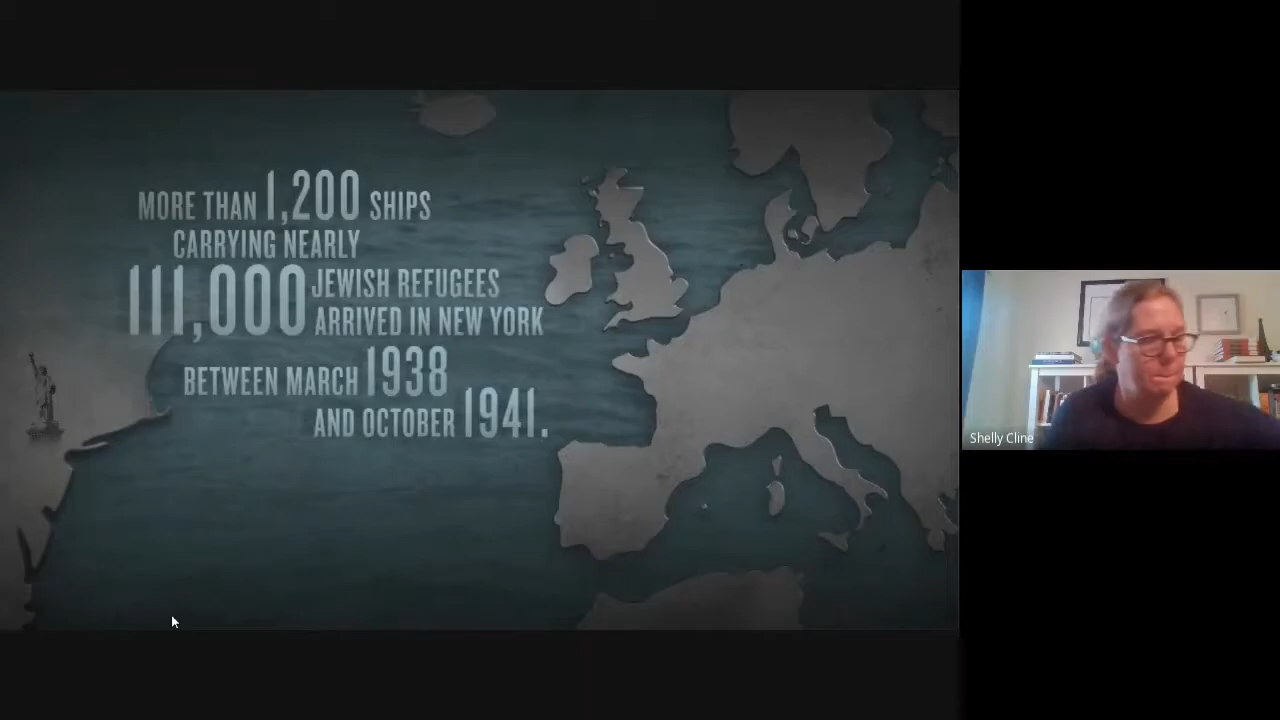 MORE THAN 1,200 SHIPS
CARRYING NEARLY
111,000 JEWISH REFUGEES
ARRIVED IN NEW YORK
BETWEEN MARCH 1938
AND OCTOBER 1941.
Shelly Cline